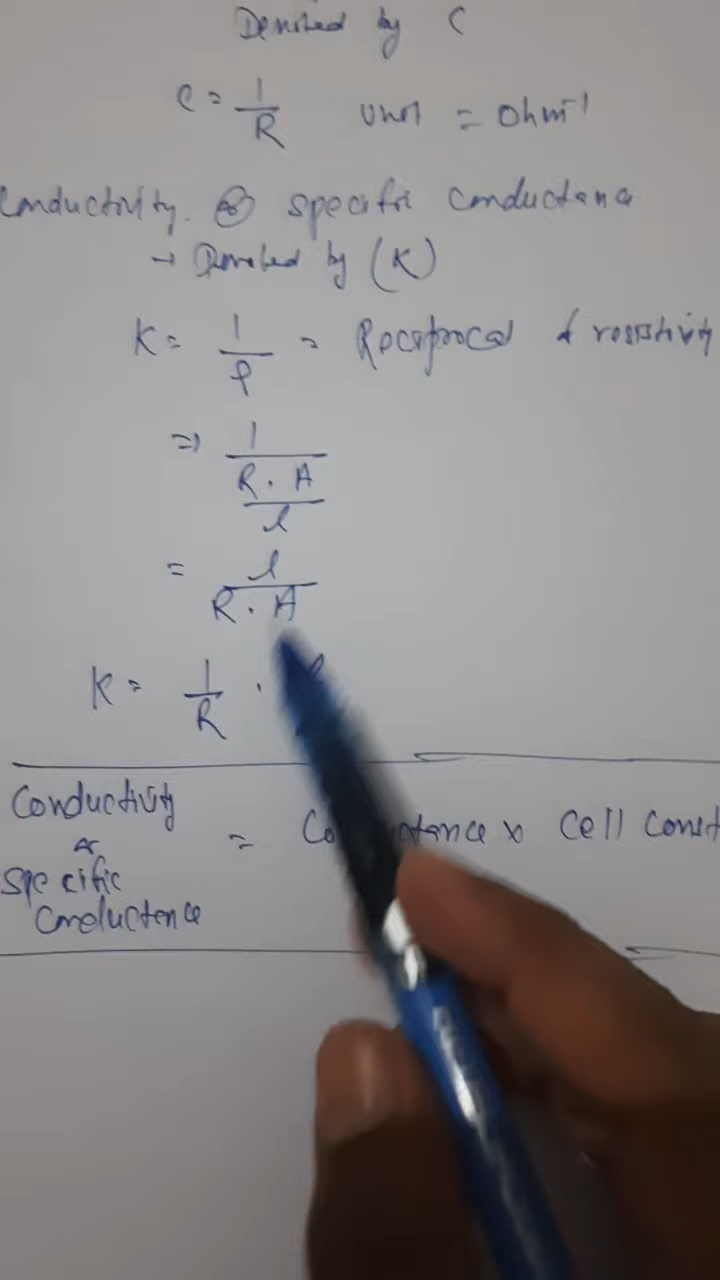 Denoted by C
C = 1/R unit = Ohm⁻¹
Conductivity. or specific conductance
→ Denoted by (K)
K = 1/ρ = Reciprocal of resistivity
=> 1/(R . A/l)
= l/(R . A)
K = 1/R . l
Conductivity or specific conductence = Conductance x Cell Const